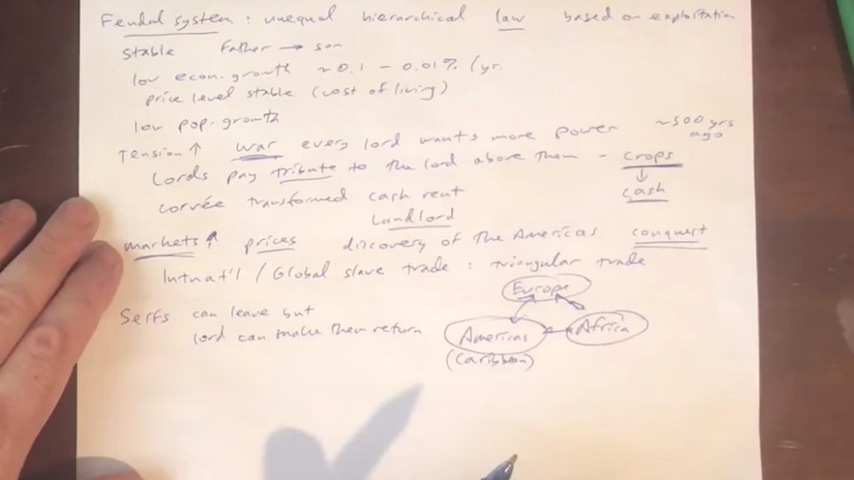 Feudal system : unequal hierarchical law based on exploitation
stable Father → son
low econ. growth ~0.1 - 0.01% /yr.
price level stable (cost of living)
low pop. growth
Tension ↑ war every lord wants more power ~500 yrs ago
Lords pay tribute to the lord above them - crops
↓
corvée transformed cash rent cash
Landlord
markets ↑ prices discovery of the Americas conquest
Intnat'l / Global slave trade : triangular trade
Europe
Serfs can leave but
lord can make them return Americas Africa
(Caribbean)